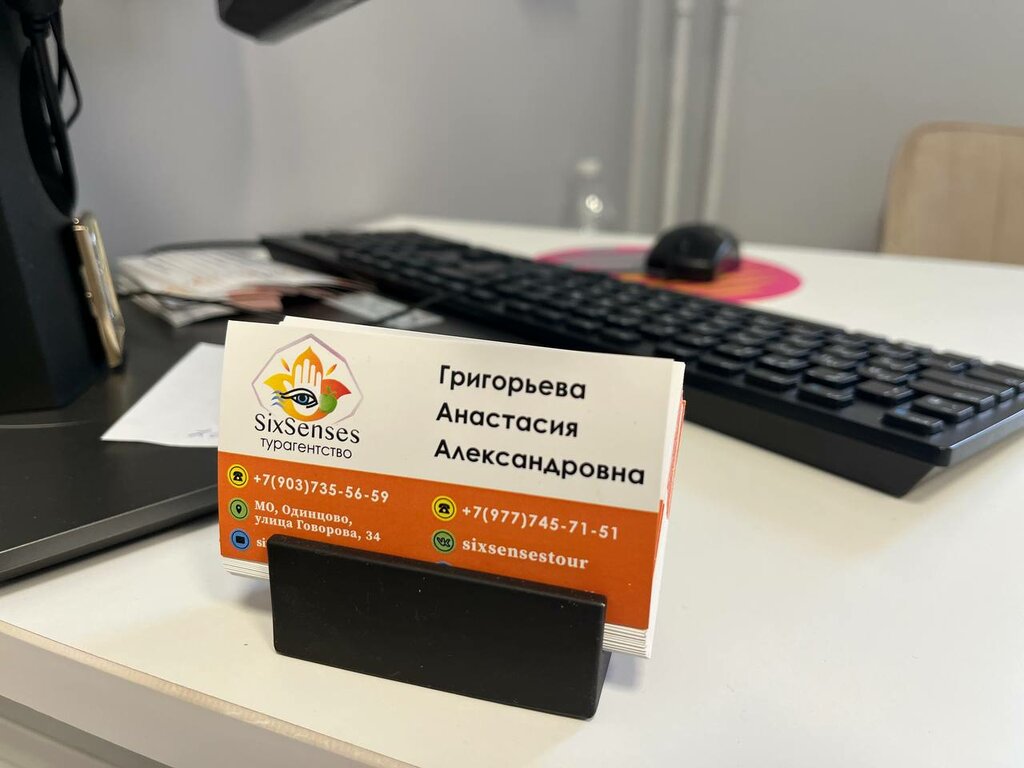 SixSenses
турагентство
Григорьева
Анастасия
Александровна
+7(903)735-56-59
МО, Одинцово,
улица Говорова, 34
+7(977)745-71-51
sixsensestour